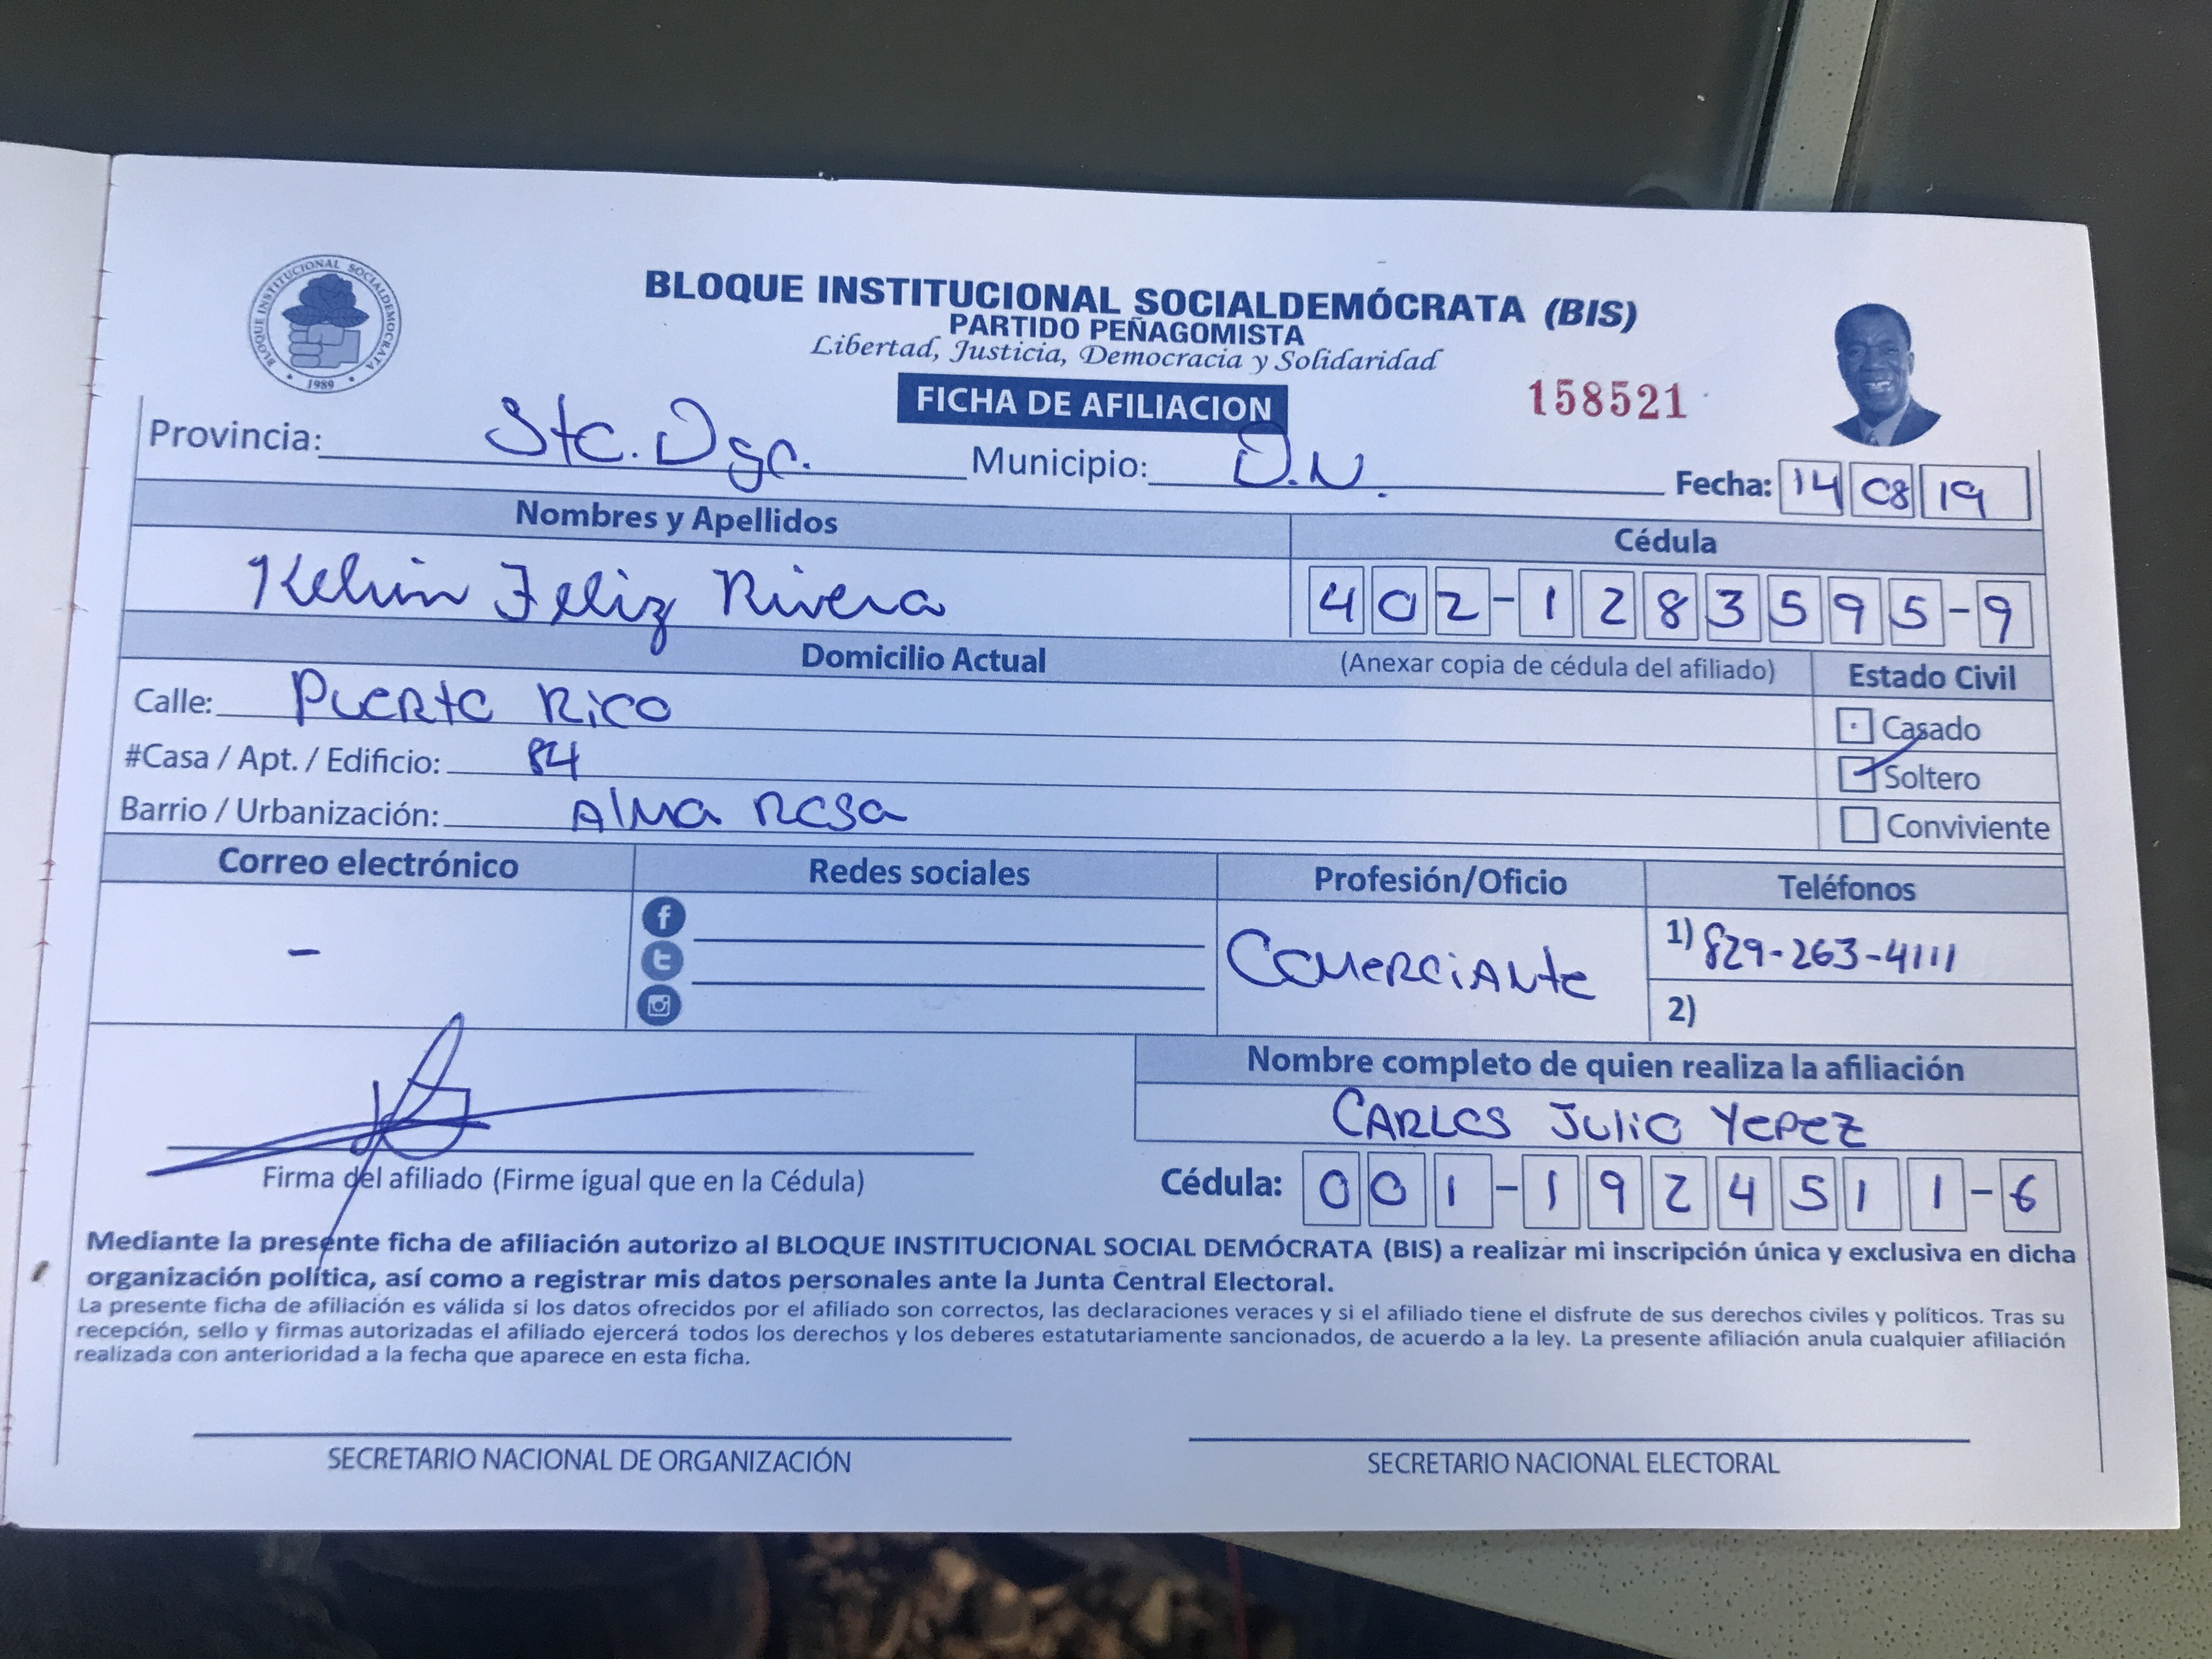 BLOQUE INSTITUCIONAL SOCIALDEMOCRATA
1989
BLOQUE INSTITUCIONAL SOCIALDEMÓCRATA (BIS)
PARTIDO PEÑAGOMISTA
Libertad, Justicia, Democracia y Solidaridad
FICHA DE AFILIACION
158521
Provincia: Sto. Dgo. Municipio: D.N. Fecha: 14 08 19
Nombres y Apellidos Cédula
Kelvin Feliz Rivera 402-1283595-9
Domicilio Actual (Anexar copia de cédula del afiliado) Estado Civil
Calle: Puerto Rico Casado
#Casa / Apt. / Edificio: 84 Soltero
Barrio / Urbanización: Alma Rosa Conviviente
Correo electrónico Redes sociales Profesión/Oficio Teléfonos
- Comerciante 1) 829-263-4111
2)
Nombre completo de quien realiza la afiliación
CARLOS Julio Yepez
Firma del afiliado (Firme igual que en la Cédula) Cédula: 001-1924511-6
Mediante la presente ficha de afiliación autorizo al BLOQUE INSTITUCIONAL SOCIAL DEMÓCRATA (BIS) a realizar mi inscripción única y exclusiva en dicha
organización política, así como a registrar mis datos personales ante la Junta Central Electoral.
La presente ficha de afiliación es válida si los datos ofrecidos por el afiliado son correctos, las declaraciones veraces y si el afiliado tiene el disfrute de sus derechos civiles y políticos. Tras su
recepción, sello y firmas autorizadas el afiliado ejercerá todos los derechos y los deberes estatutariamente sancionados, de acuerdo a la ley. La presente afiliación anula cualquier afiliación
realizada con anterioridad a la fecha que aparece en esta ficha.
SECRETARIO NACIONAL DE ORGANIZACIÓN SECRETARIO NACIONAL ELECTORAL